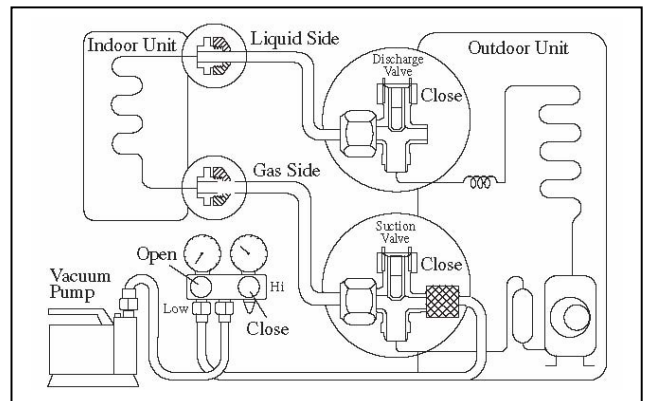 Indoor Unit
Liquid Side
Outdoor Unit
Discharge
Valve
Close
Gas Side
Suction
Valve
Close
Open
Vacuum
Pump
Hi
Low
Close